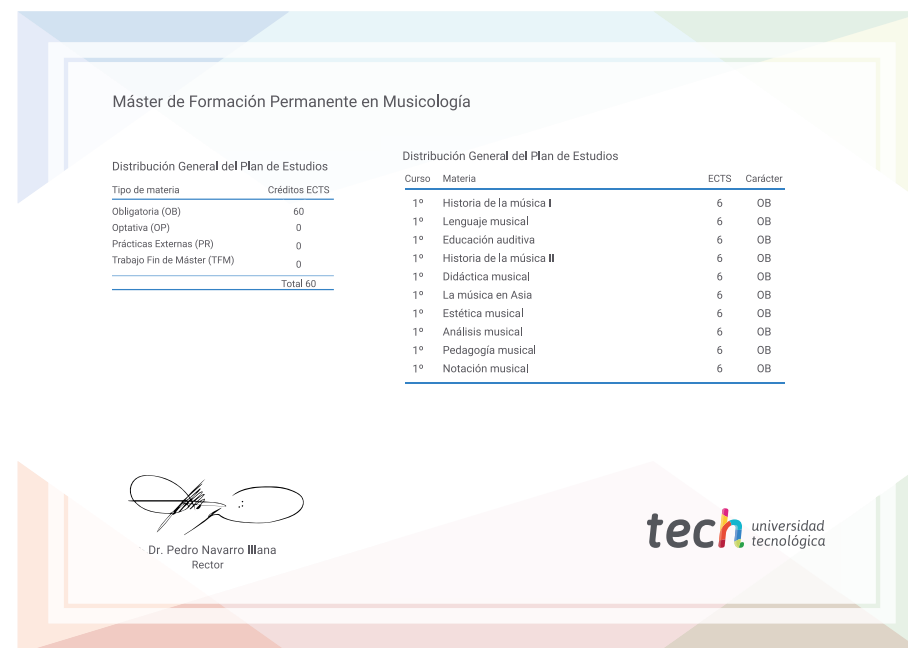 Máster de Formación Permanente en Musicología
Distribución General del Plan de Estudios
Tipo de materia Créditos ECTS
Obligatoria (OB) 60
Optativa (OP) 0
Prácticas Externas (PR) 0
Trabajo Fin de Máster (TFM) 0
Total 60
Distribución General del Plan de Estudios
Curso Materia ECTS Carácter
1º Historia de la música I 6 OB
1º Lenguaje musical 6 OB
1º Educación auditiva 6 OB
1º Historia de la música II 6 OB
1º Didáctica musical 6 OB
1º La música en Asia 6 OB
1º Estética musical 6 OB
1º Análisis musical 6 OB
1º Pedagogía musical 6 OB
1º Notación musical 6 OB
Dr. Pedro Navarro Illana
Rector
tech universidad
tecnológica